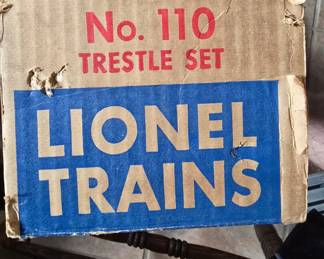 No. 110
TRESTLE SET
LIONEL
TRAINS